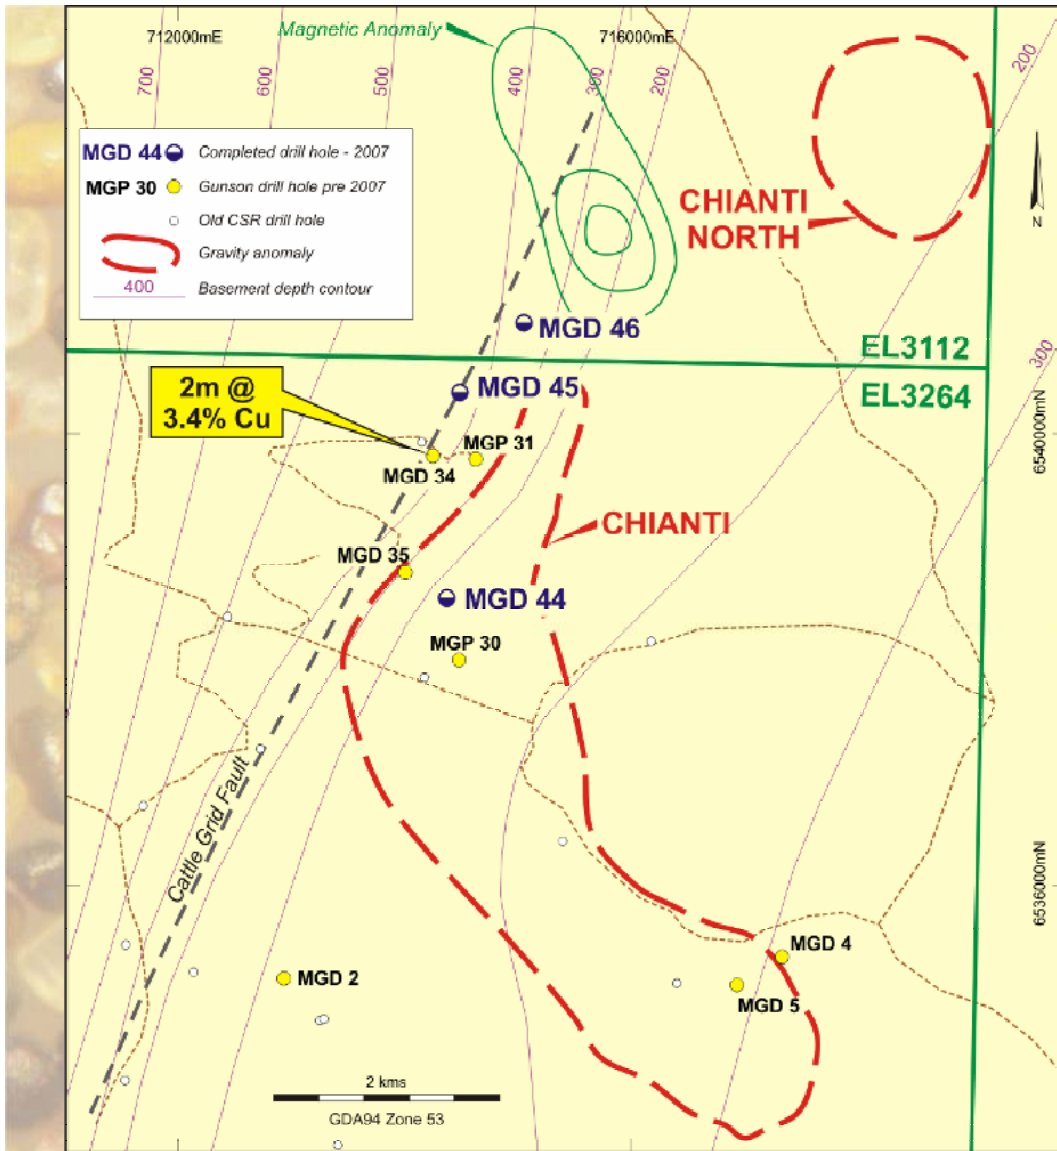 712000mE
Magnetic Anomaly
716000mE
700
600
500
400
300
200
200
MGD 44 Completed drill hole - 2007
MGP 30 Gunson drill hole pre 2007
Old CSR drill hole
Gravity anomaly
400 Basement depth contour
CHIANTI
NORTH
N
MGD 46
EL3112
300
EL3264
2m @
3.4% Cu
MGD 45
6540000mN
MGP 31
MGD 34
CHIANTI
MGD 35
MGD 44
MGP 30
Cattle Grid Fault
6536000mN
MGD 4
MGD 2
MGD 5
2 kms
GDA94 Zone 53